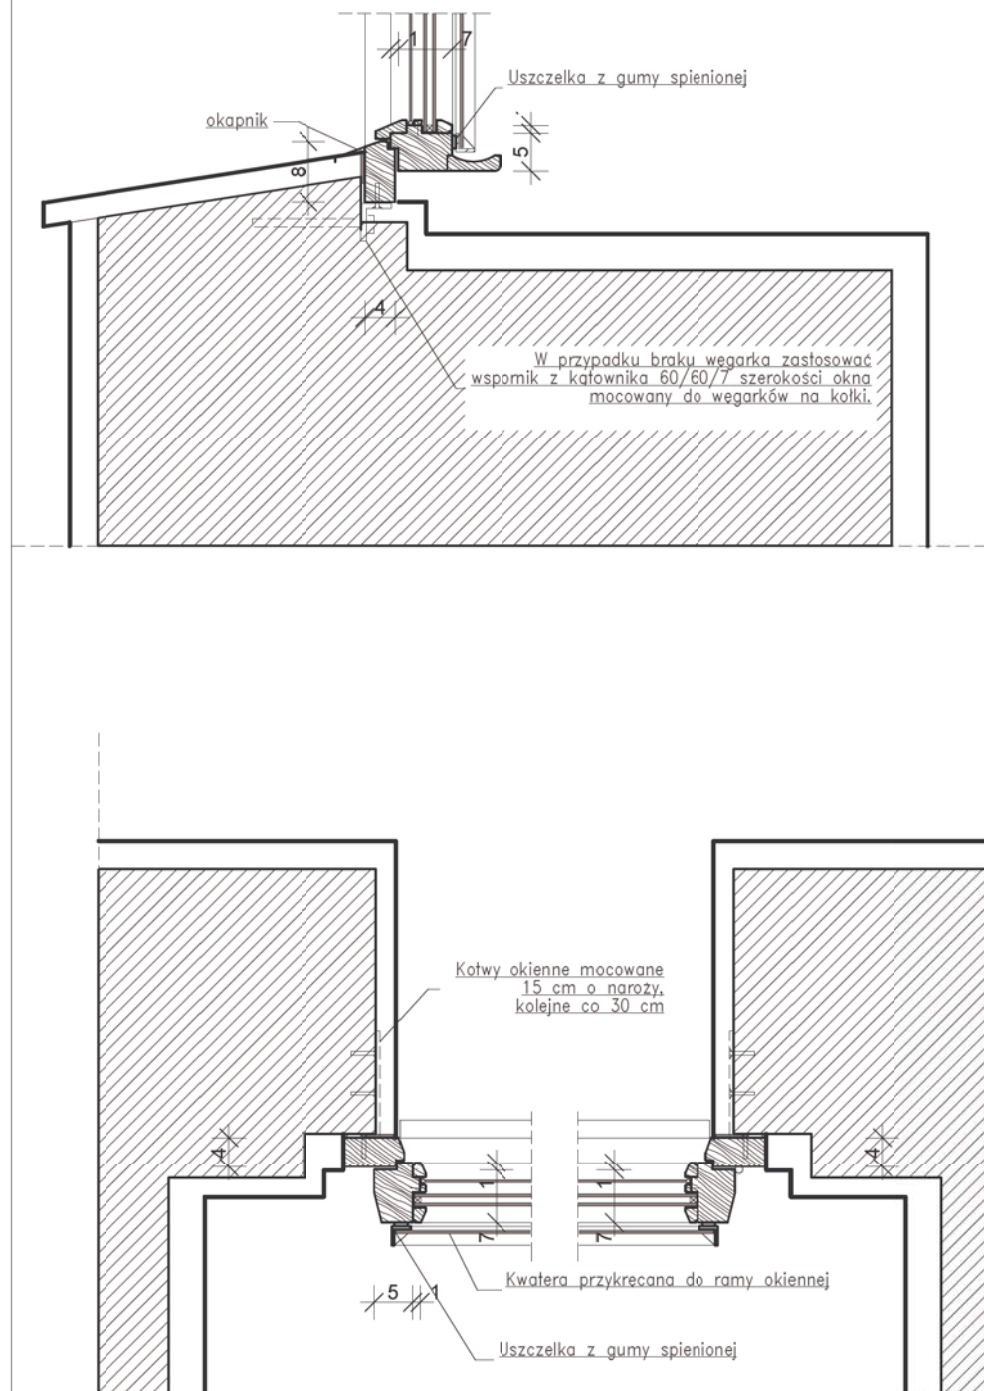 1 7
Uszczelka z gumy spienionej
okapnik
8
5
4
W przypadku braku węgarka zastosować
wspornik z kątownika 60/60/7 szerokości okna
mocowany do węgarków na kołki.
Kotwy okienne mocowane
15 cm o naroży,
kolejne co 30 cm
4
4
1
1
7
7
Kwatera przykręcana do ramy okiennej
5 1
Uszczelka z gumy spienionej